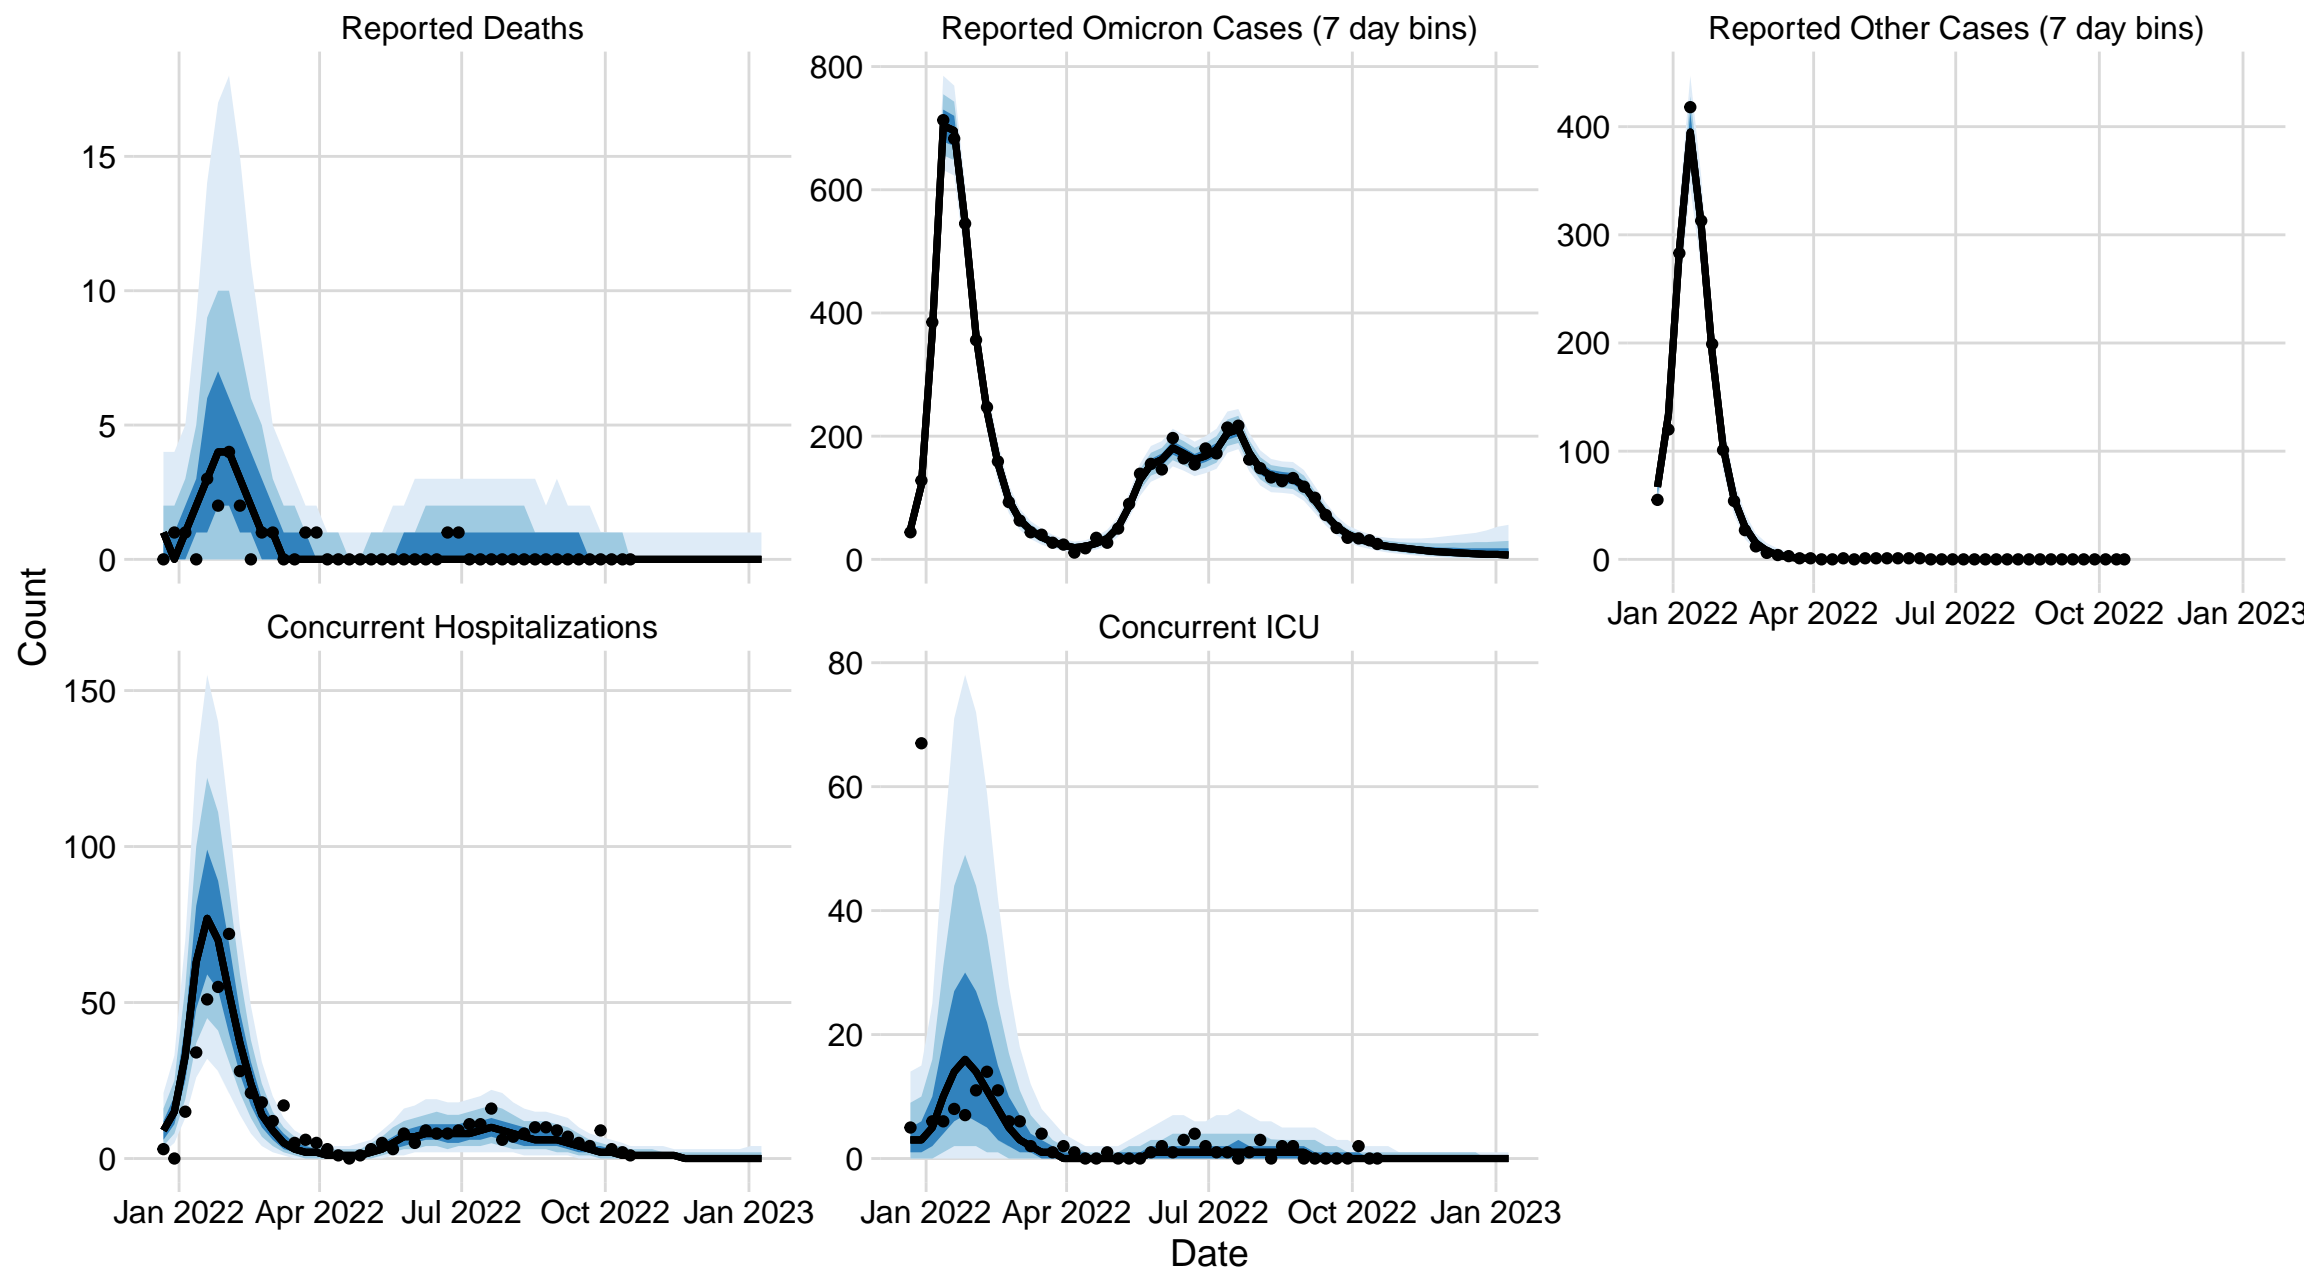 Reported Deaths
Reported Omicron Cases (7 day bins)
Reported Other Cases (7 day bins)
15
10
5
0
800
600
400
200
0
400
300
200
100
0
Jan 2022 Apr 2022 Jul 2022 Oct 2022 Jan 2023
Count
Concurrent Hospitalizations
Concurrent ICU
150
100
50
0
80
60
40
20
0
Jan 2022 Apr 2022 Jul 2022 Oct 2022 Jan 2023
Jan 2022 Apr 2022 Jul 2022 Oct 2022 Jan 2023
Date